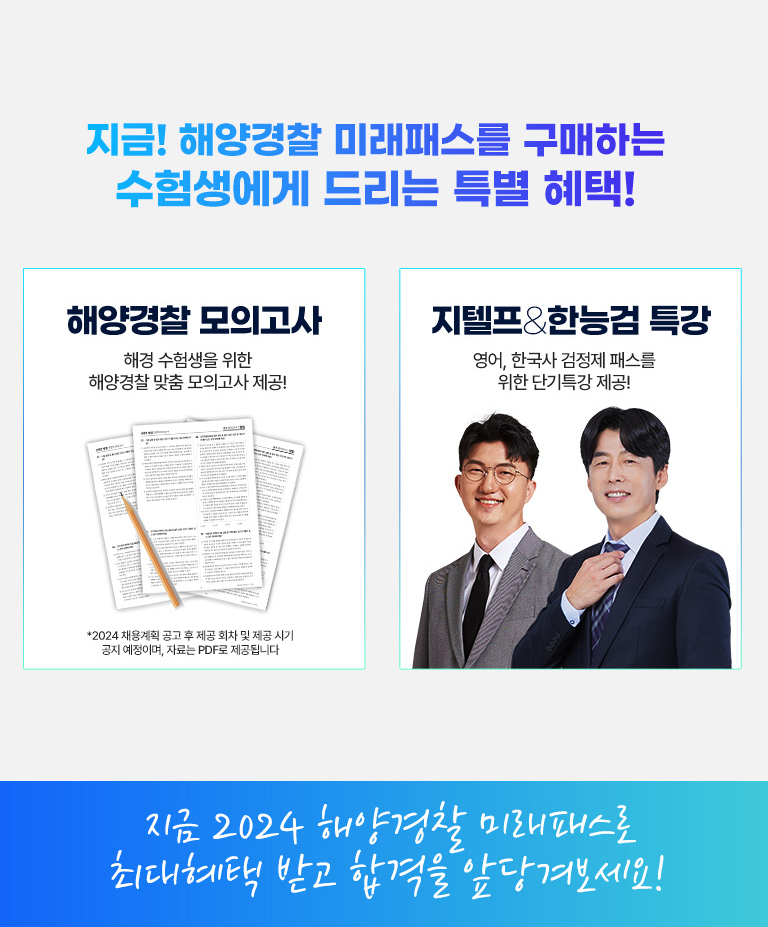 지금! 해양경찰 미래패스를 구매하는
수험생에게 드리는 특별 혜택!
해양경찰 모의고사
해경 수험생을 위한
해양경찰 맞춤 모의고사 제공!
*2024 채용계획 공고 후 제공 회차 및 제공 시기
공지 예정이며, 자료는 PDF로 제공됩니다
지텔프&한능검 특강
영어, 한국사 검정제 패스를
위한 단기특강 제공!
지금 2024 해양경찰 미래패스로
최대혜택 받고 합격을 앞당겨보세요!